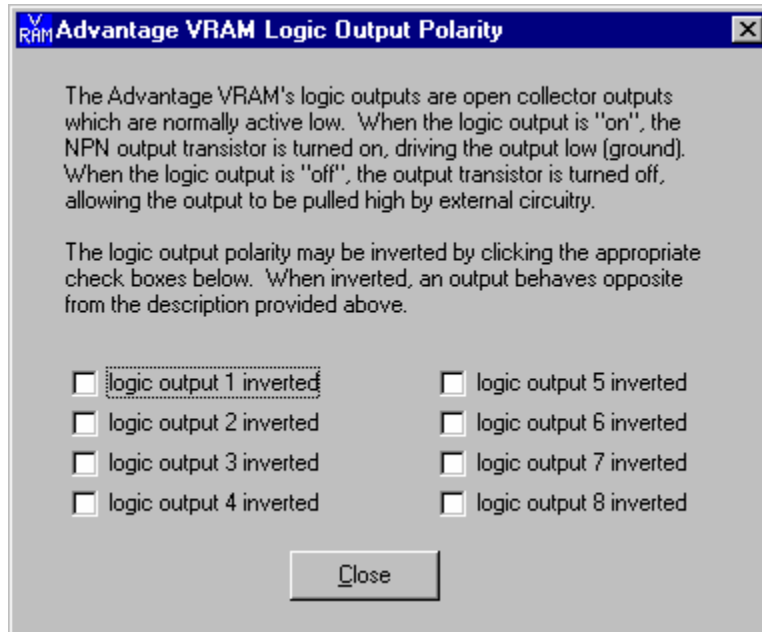 V
RAM Advantage VRAM Logic Output Polarity
The Advantage VRAM's logic outputs are open collector outputs
which are normally active low. When the logic output is "on", the
NPN output transistor is turned on, driving the output low (ground).
When the logic output is "off", the output transistor is turned off,
allowing the output to be pulled high by external circuitry.
The logic output polarity may be inverted by clicking the appropriate
check boxes below. When inverted, an output behaves opposite
from the description provided above.
logic output 1 inverted
logic output 2 inverted
logic output 3 inverted
logic output 4 inverted
logic output 5 inverted
logic output 6 inverted
logic output 7 inverted
logic output 8 inverted
Close